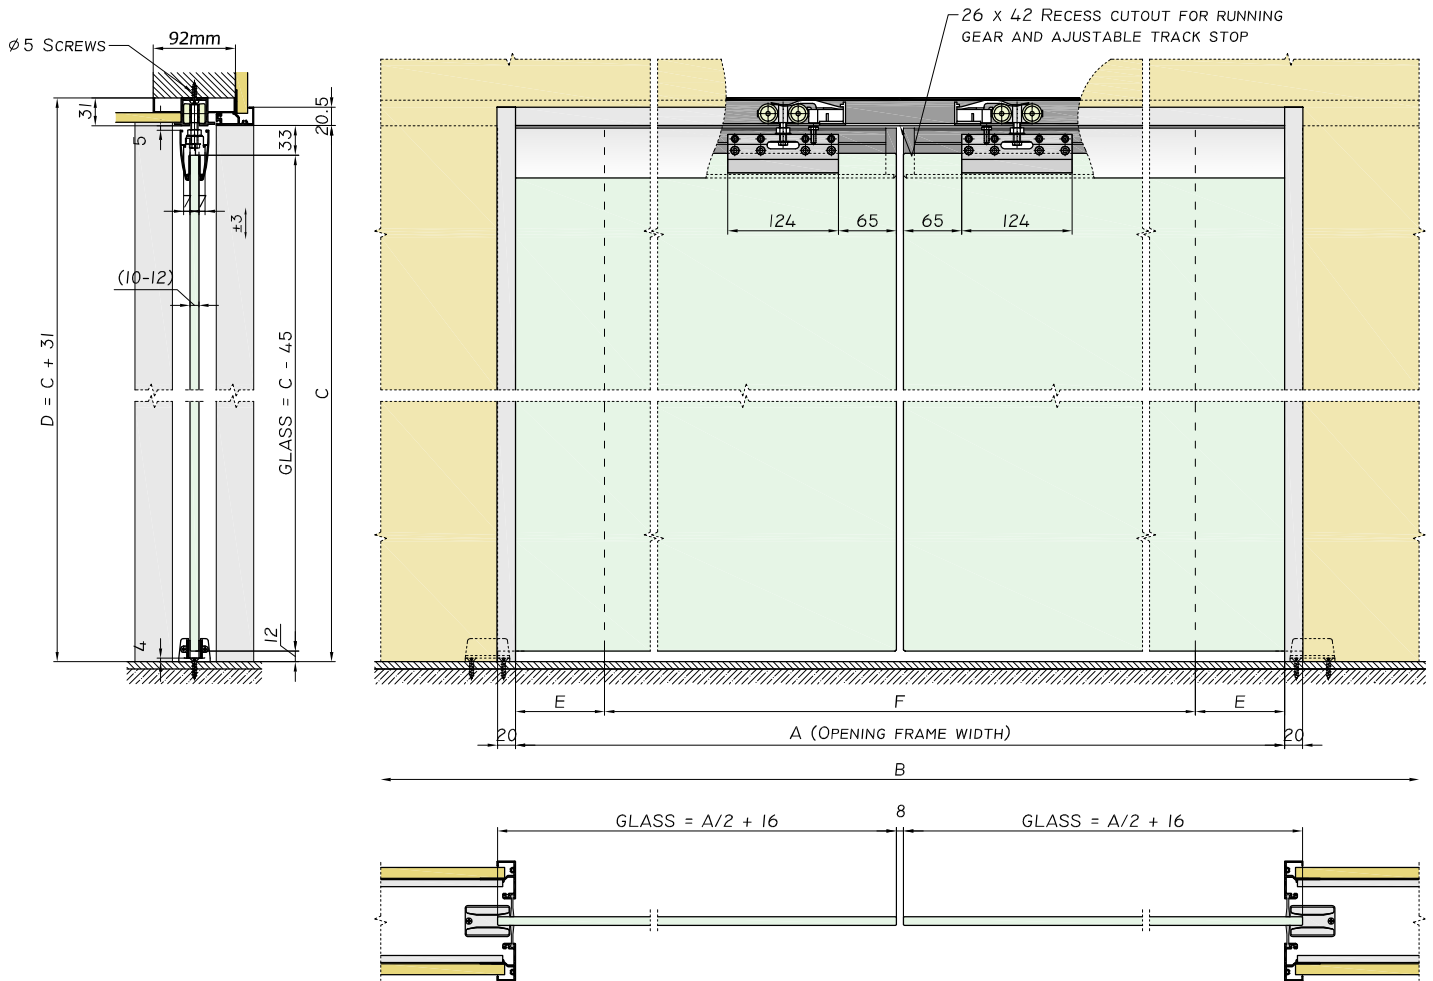 26 x 42 Recess cutout for running
gear and ajustable track stop
Ø5 Screws
92mm
31
5
33
20.5
±3
(10-12)
D = C + 31
GLASS = C - 45
C
4
12
124
65
65
124
E
F
E
20
A (Opening frame width)
20
B
8
GLASS = A/2 + 16
GLASS = A/2 + 16